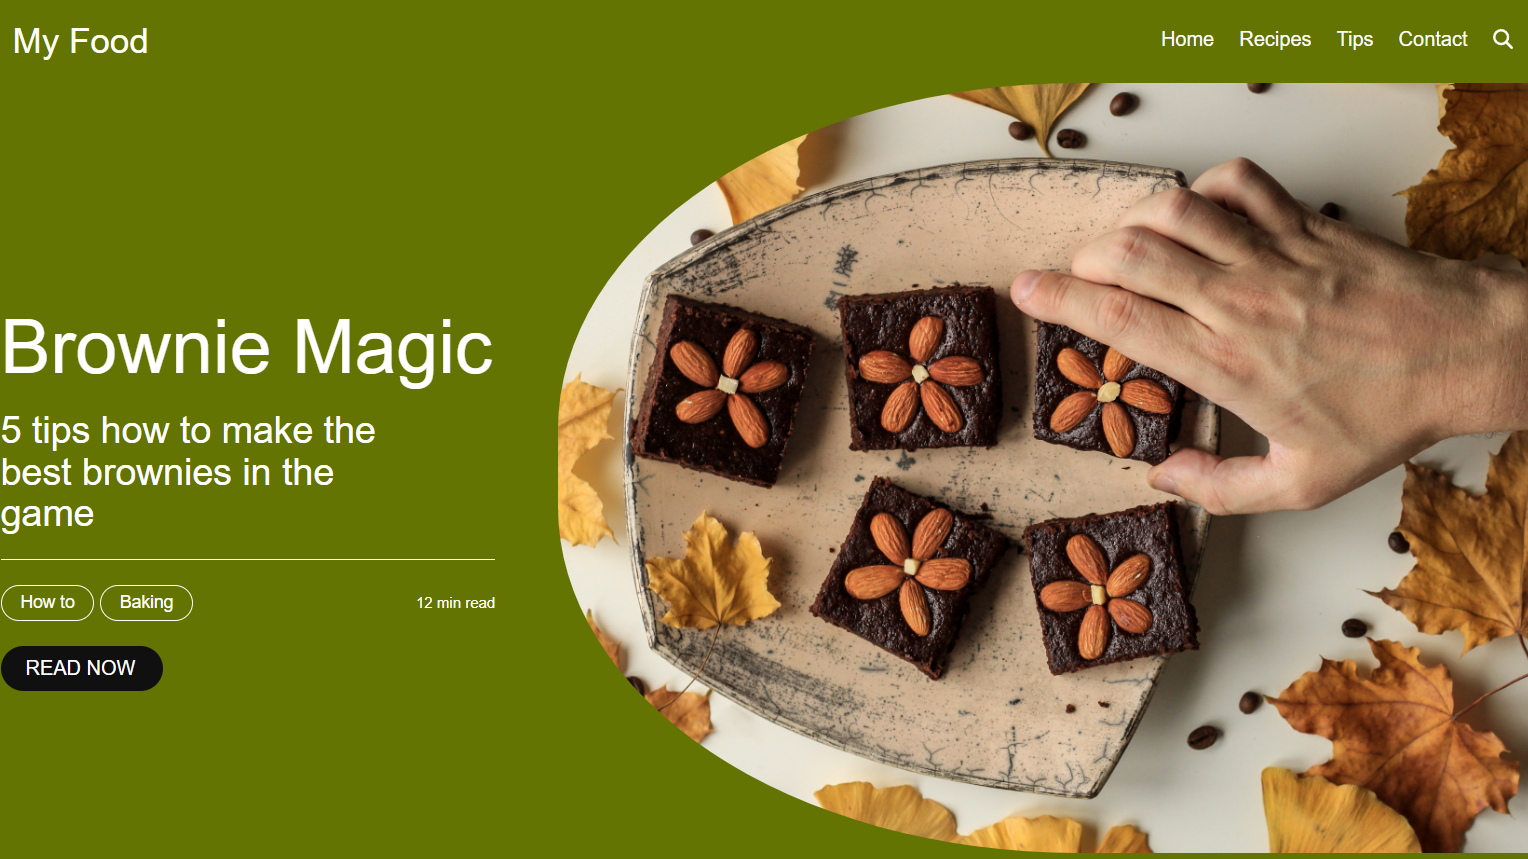 My Food
Home Recipes Tips Contact
Brownie Magic
5 tips how to make the
best brownies in the
game
How to Baking 12 min read
READ NOW